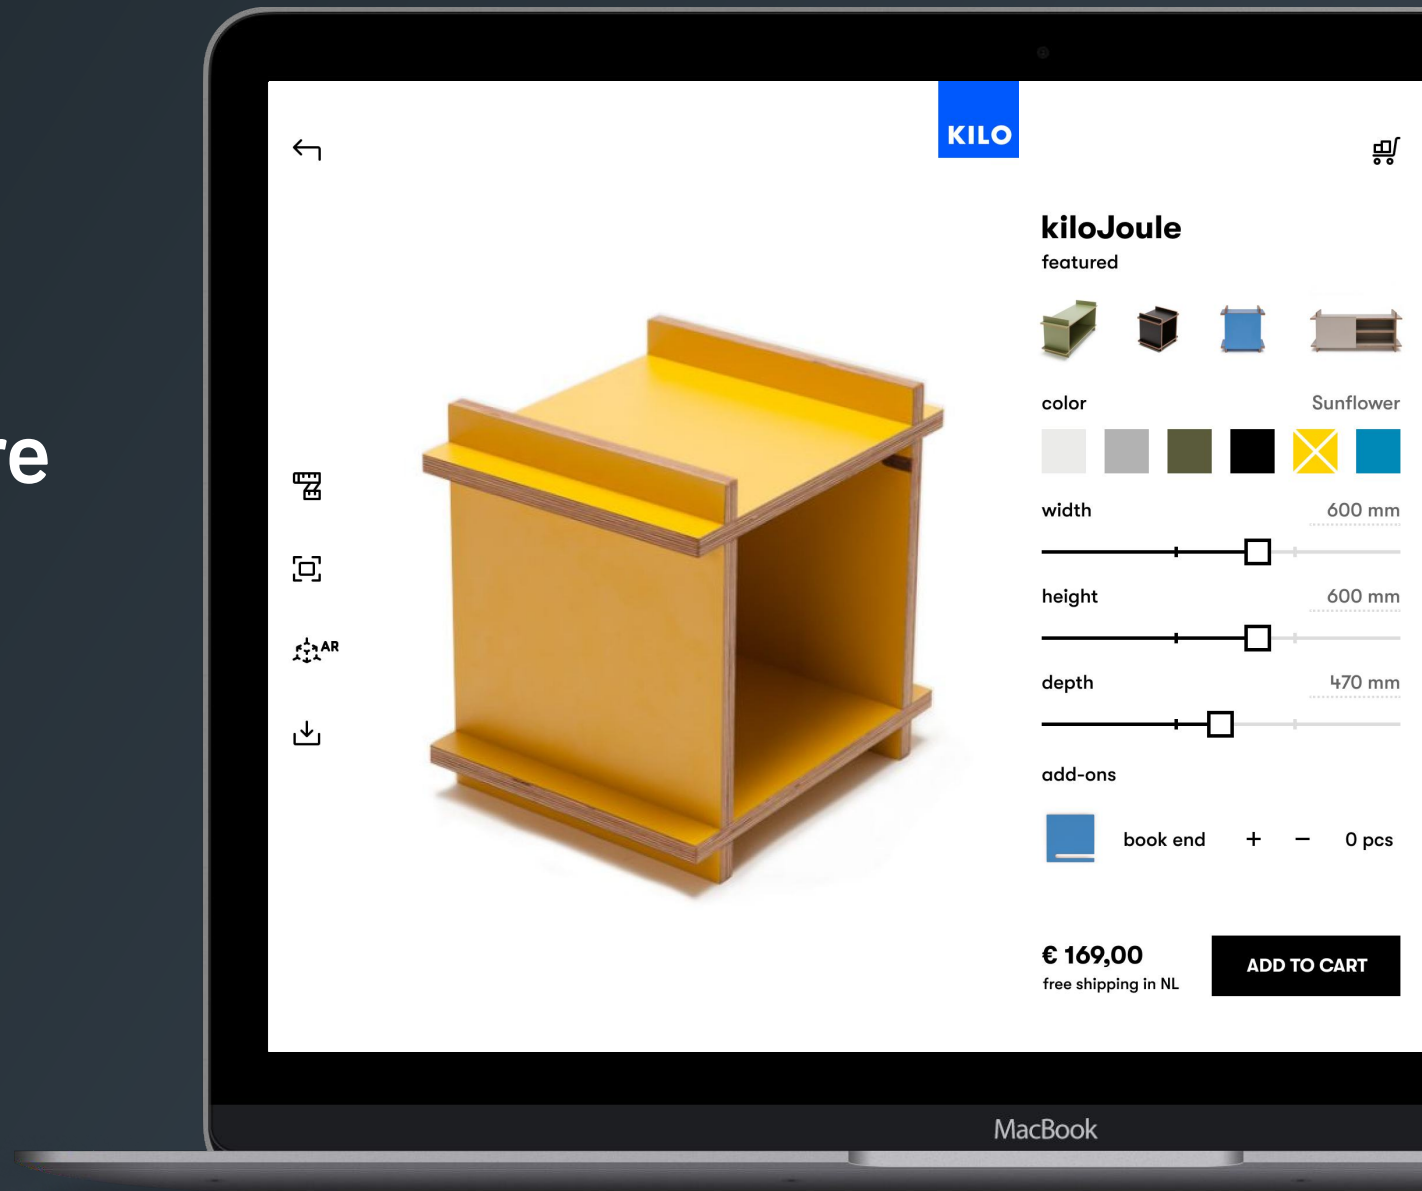 re
KILO
kiloJoule
featured
color Sunflower
width 600 mm
height 600 mm
depth 470 mm
add-ons
book end + − 0 pcs
€ 169,00
free shipping in NL
ADD TO CART
AR
MacBook